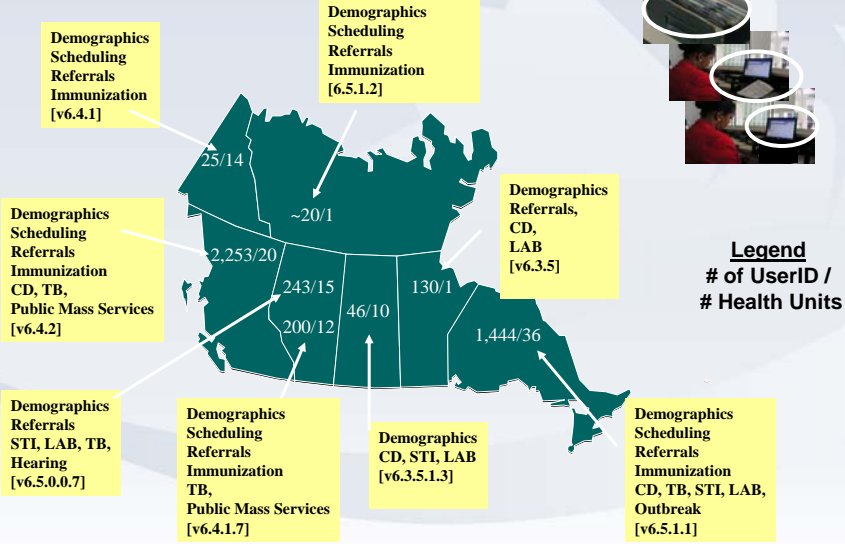 Demographics
Scheduling
Referrals
Immunization
[v6.4.1]
Demographics
Scheduling
Referrals
Immunization
[6.5.1.2]
25/14
~20/1
Demographics
Referrals,
CD,
LAB
[v6.3.5]
Demographics
Scheduling
Referrals
Immunization
CD, TB,
Public Mass Services
[v6.4.2]
2,253/20
243/15
200/12
46/10
130/1
1,444/36
Legend
# of UserID /
# Health Units
Demographics
Referrals
STI, LAB, TB,
Hearing
[v6.5.0.0.7]
Demographics
Scheduling
Referrals
Immunization
TB,
Public Mass Services
[v6.4.1.7]
Demographics
CD, STI, LAB
[v6.3.5.1.3]
Demographics
Scheduling
Referrals
Immunization
CD, TB, STI, LAB,
Outbreak
[v6.5.1.1]